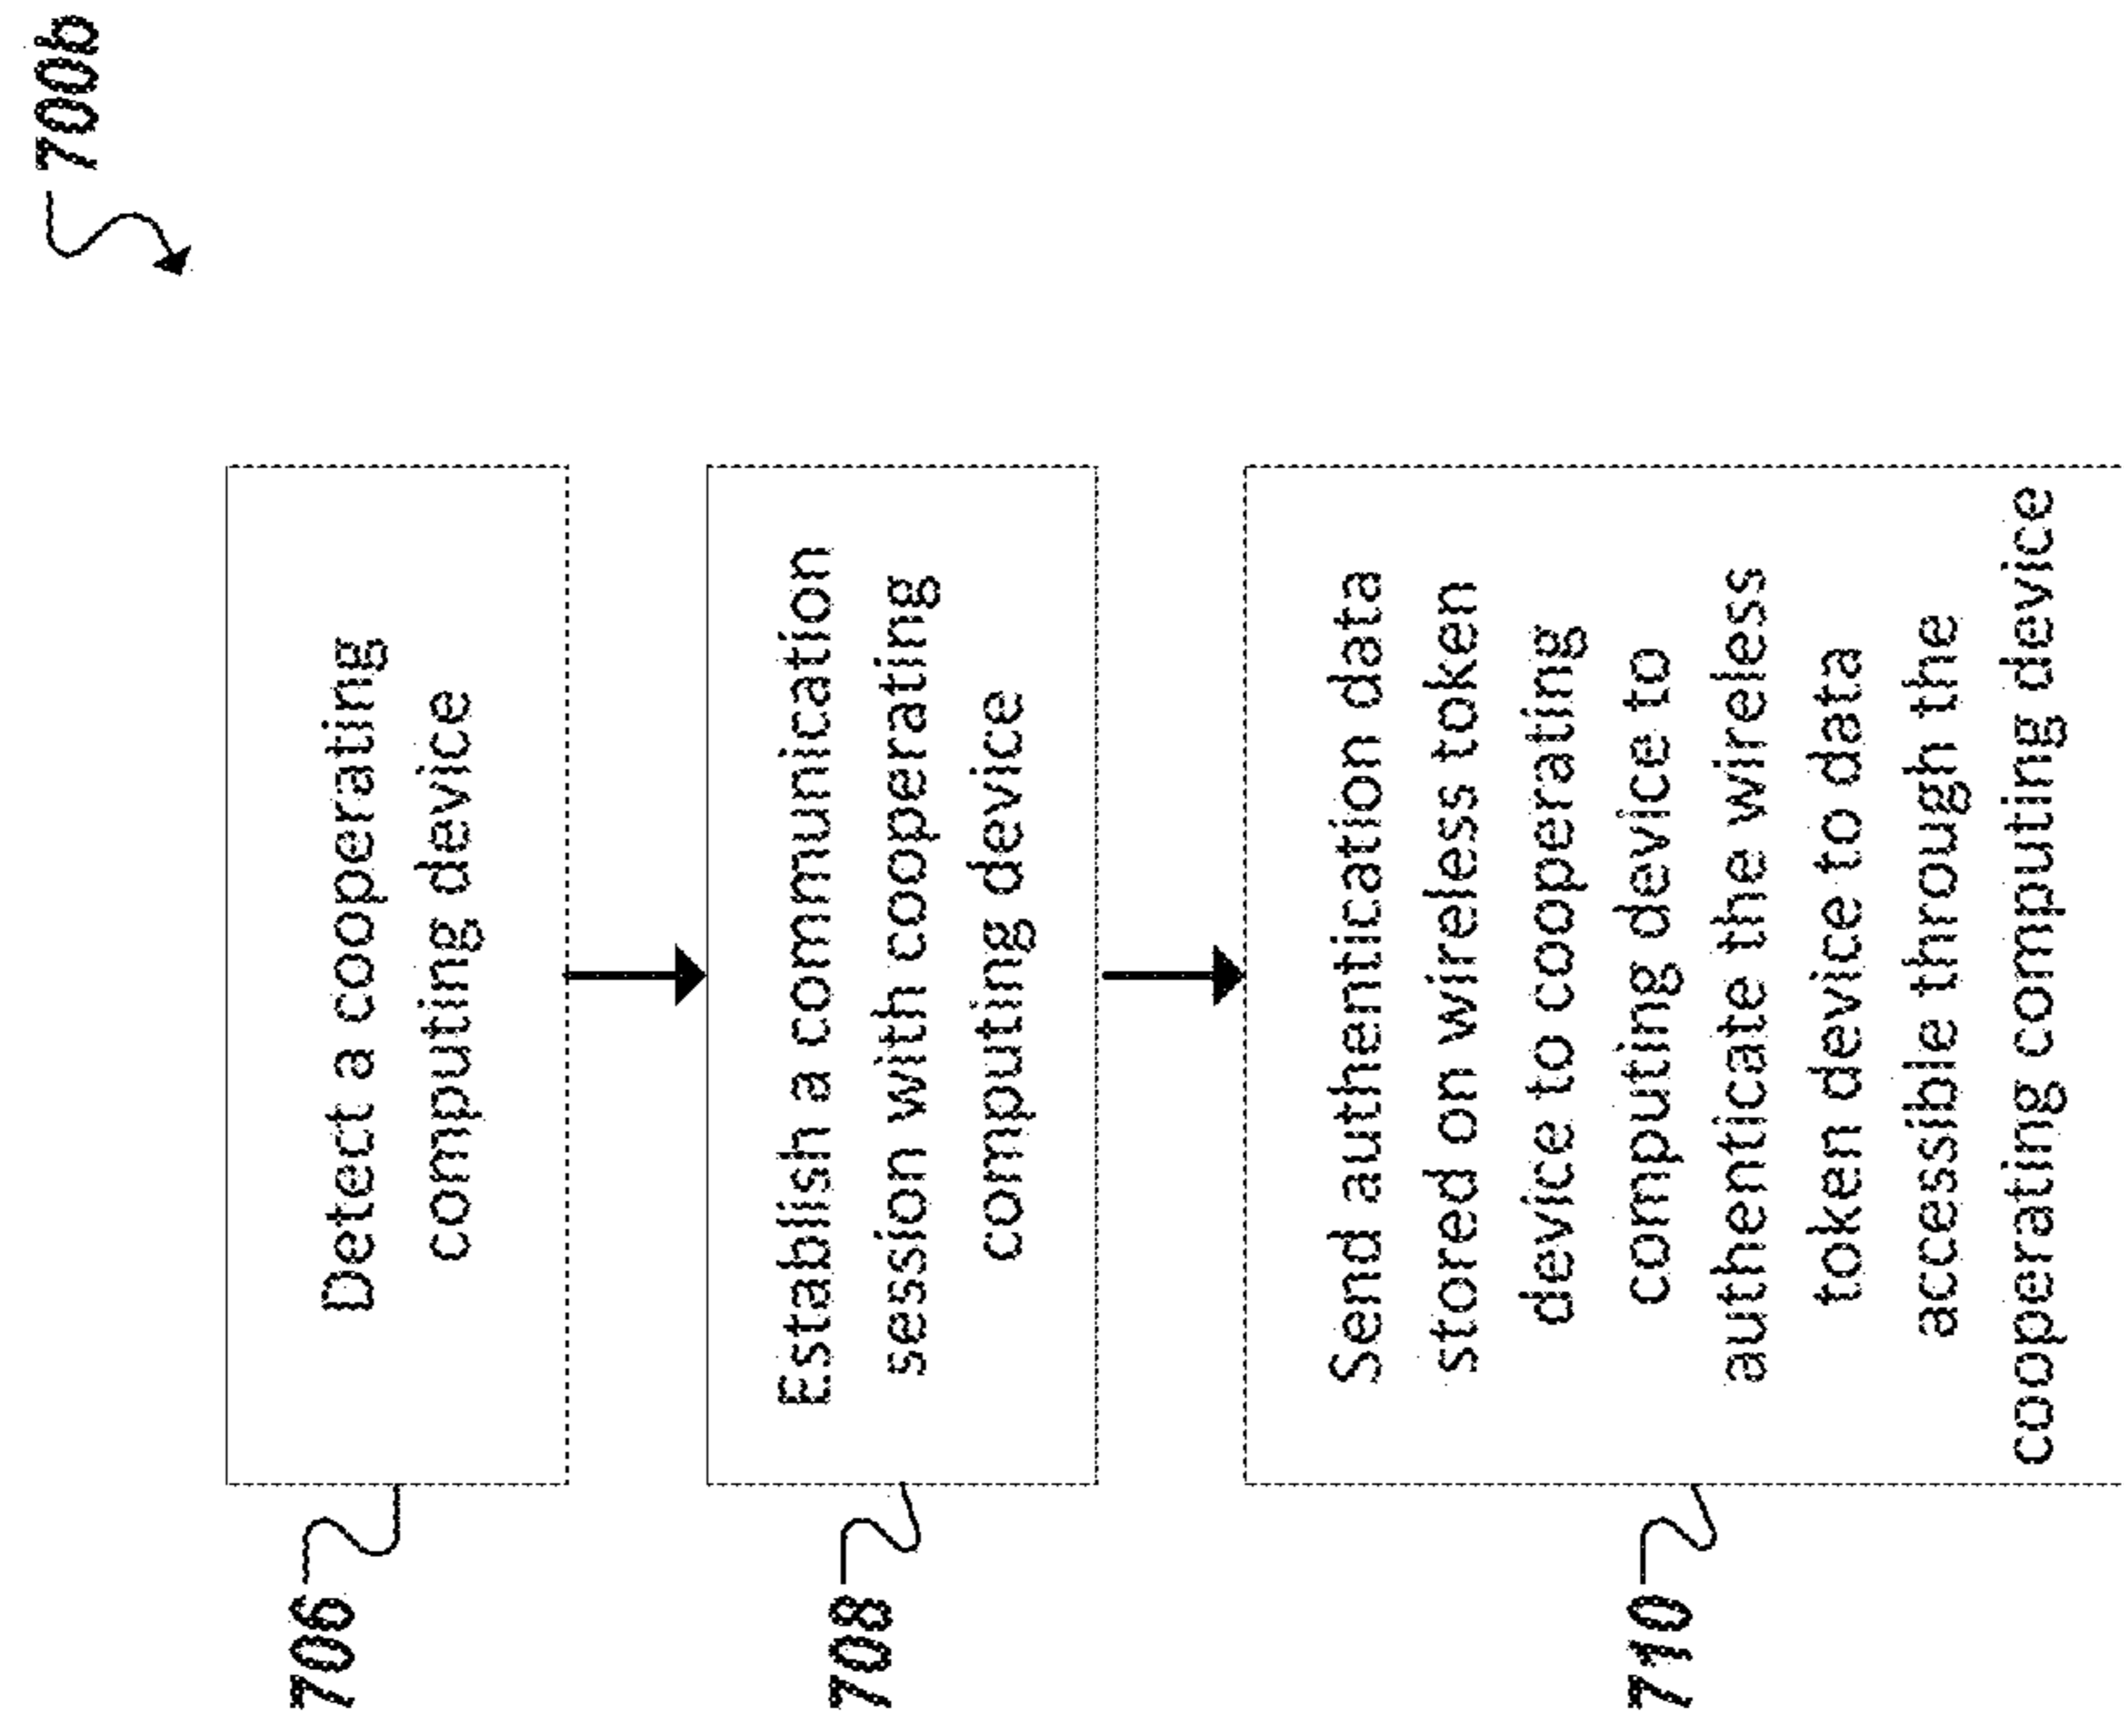 700b
706
Detect a cooperating
computing device
708
Establish a communication
session with cooperating
computing device
710
Send authentication data
stored on wireless token
device to cooperating
computing device to
authenticate the wireless
token device to data
accessible through the
cooperating computing device